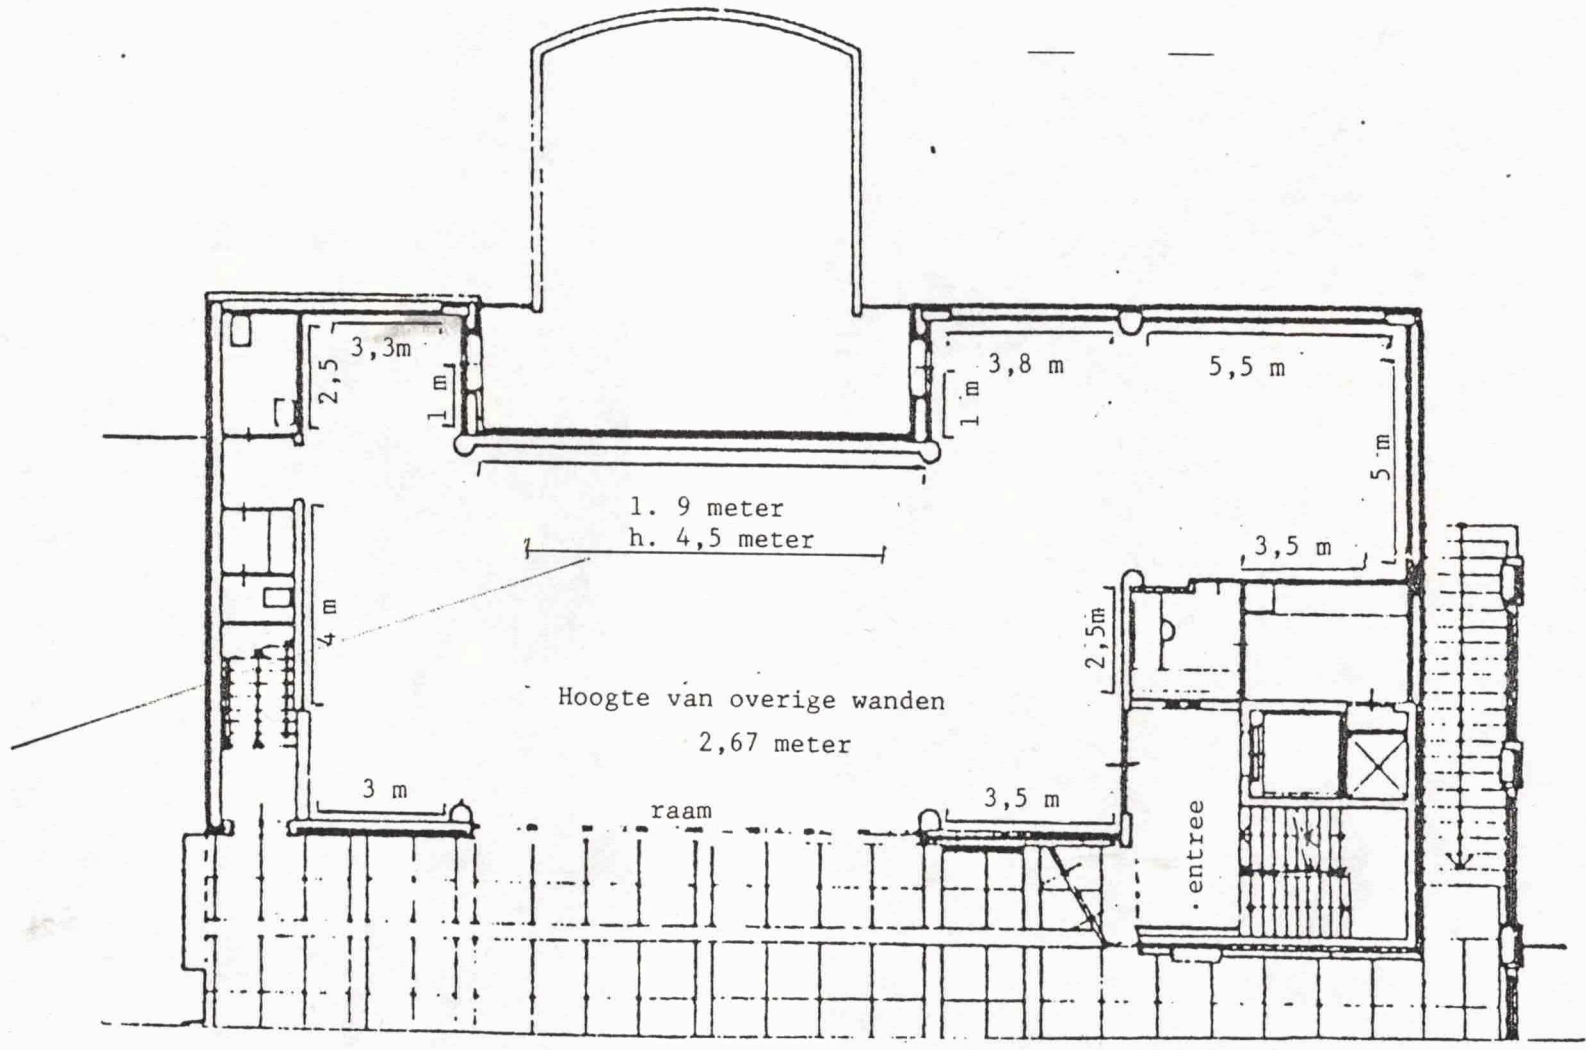 3,3m
2,5
1 m
3,8 m
5,5 m
1 m
5 m
l. 9 meter
h. 4,5 meter
3,5 m
4 m
2,5m
Hoogte van overige wanden
2,67 meter
3 m
raam
3,5 m
entree